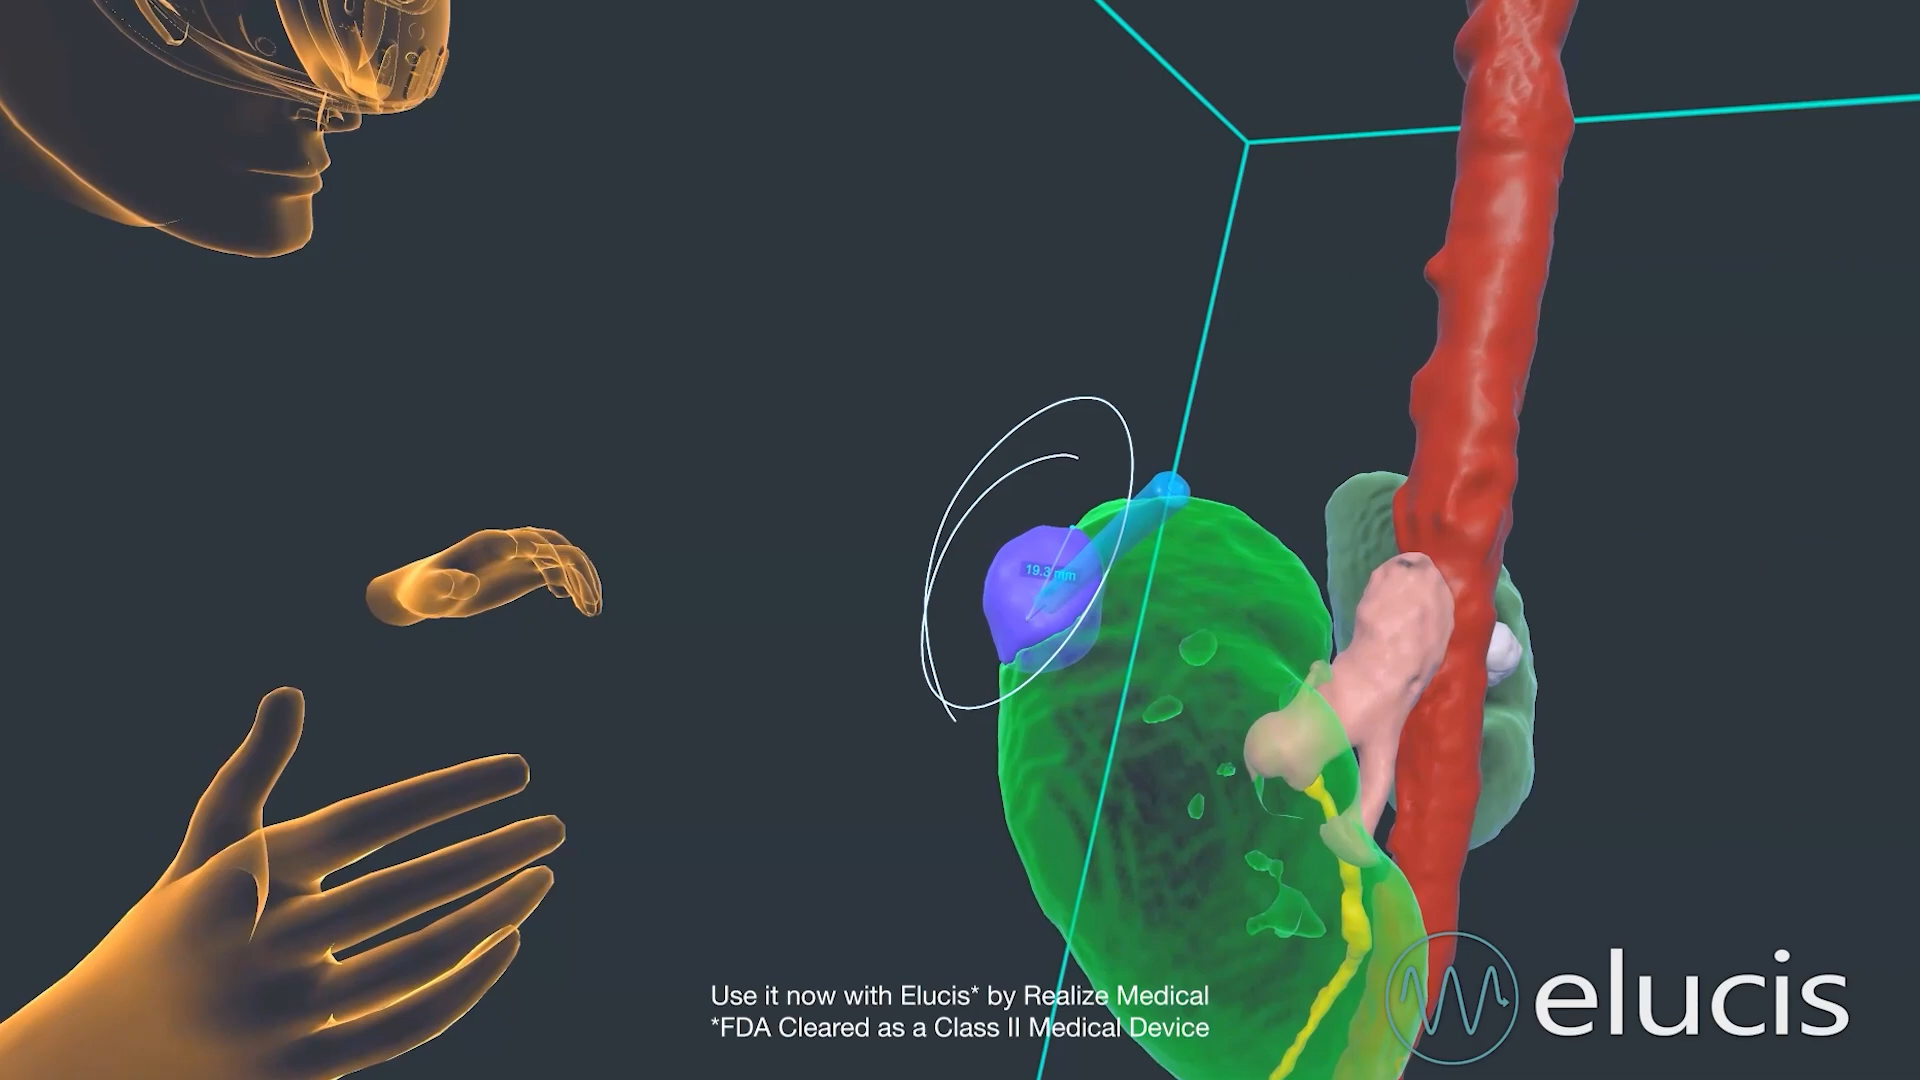 19.3 mm
Use it now with Elucis* by Realize Medical
*FDA Cleared as a Class II Medical Device
elucis